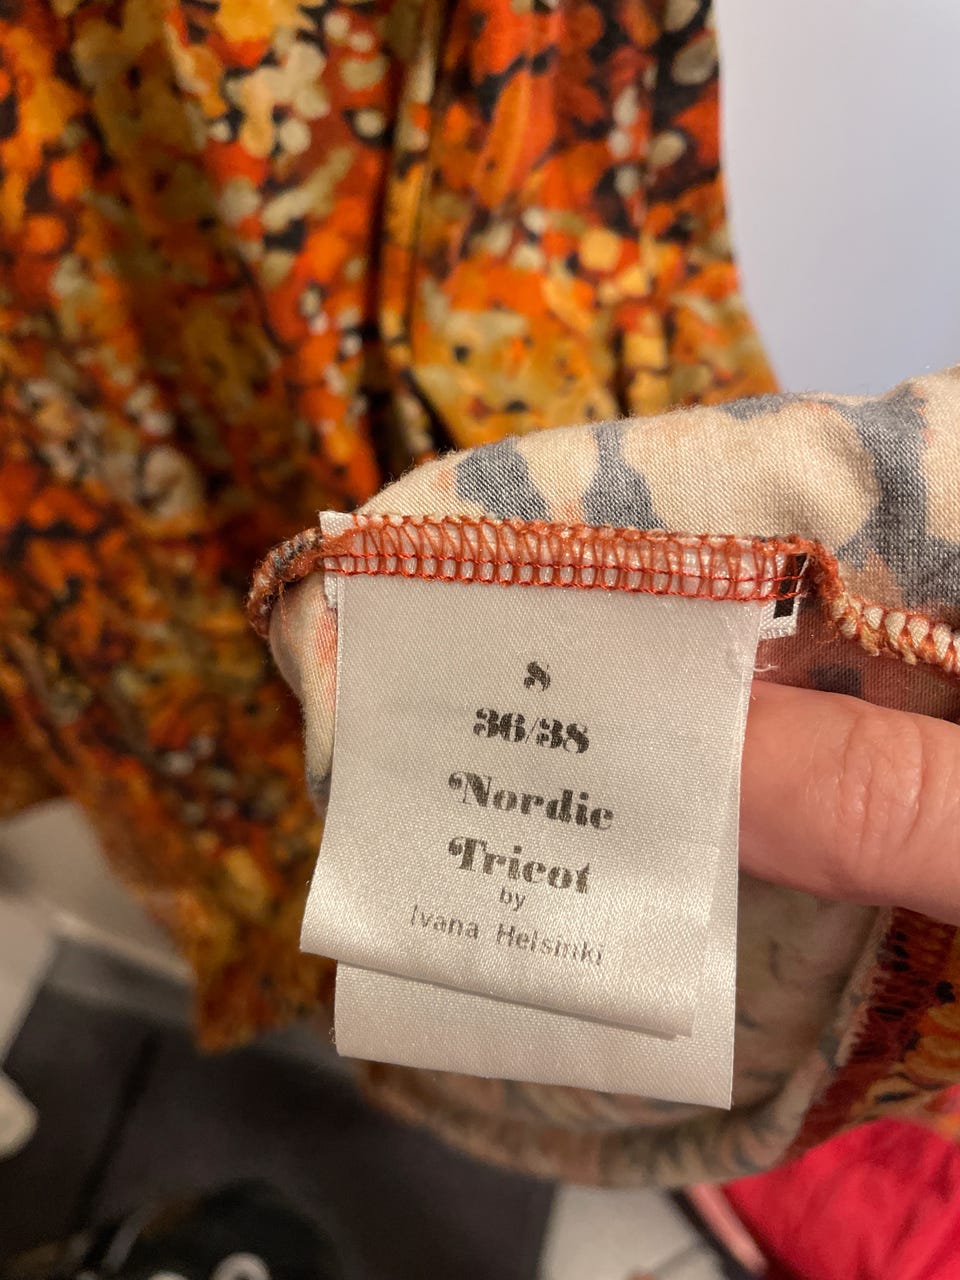 S
36/38
Nordic
Tricot
by
Ivana Helsinki